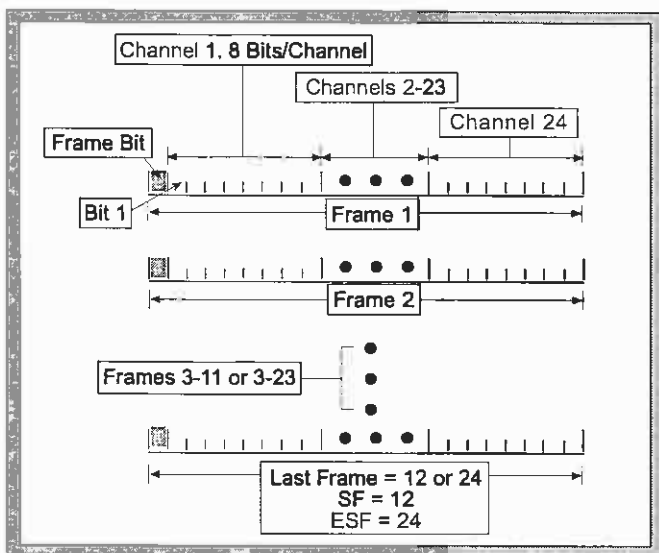 Channel 1, 8 Bits/Channel
Channels 2-23
Channel 24
Frame Bit
Bit 1
Frame 1
Frame 2
Frames 3-11 or 3-23
Last Frame = 12 or 24
SF = 12
ESF = 24